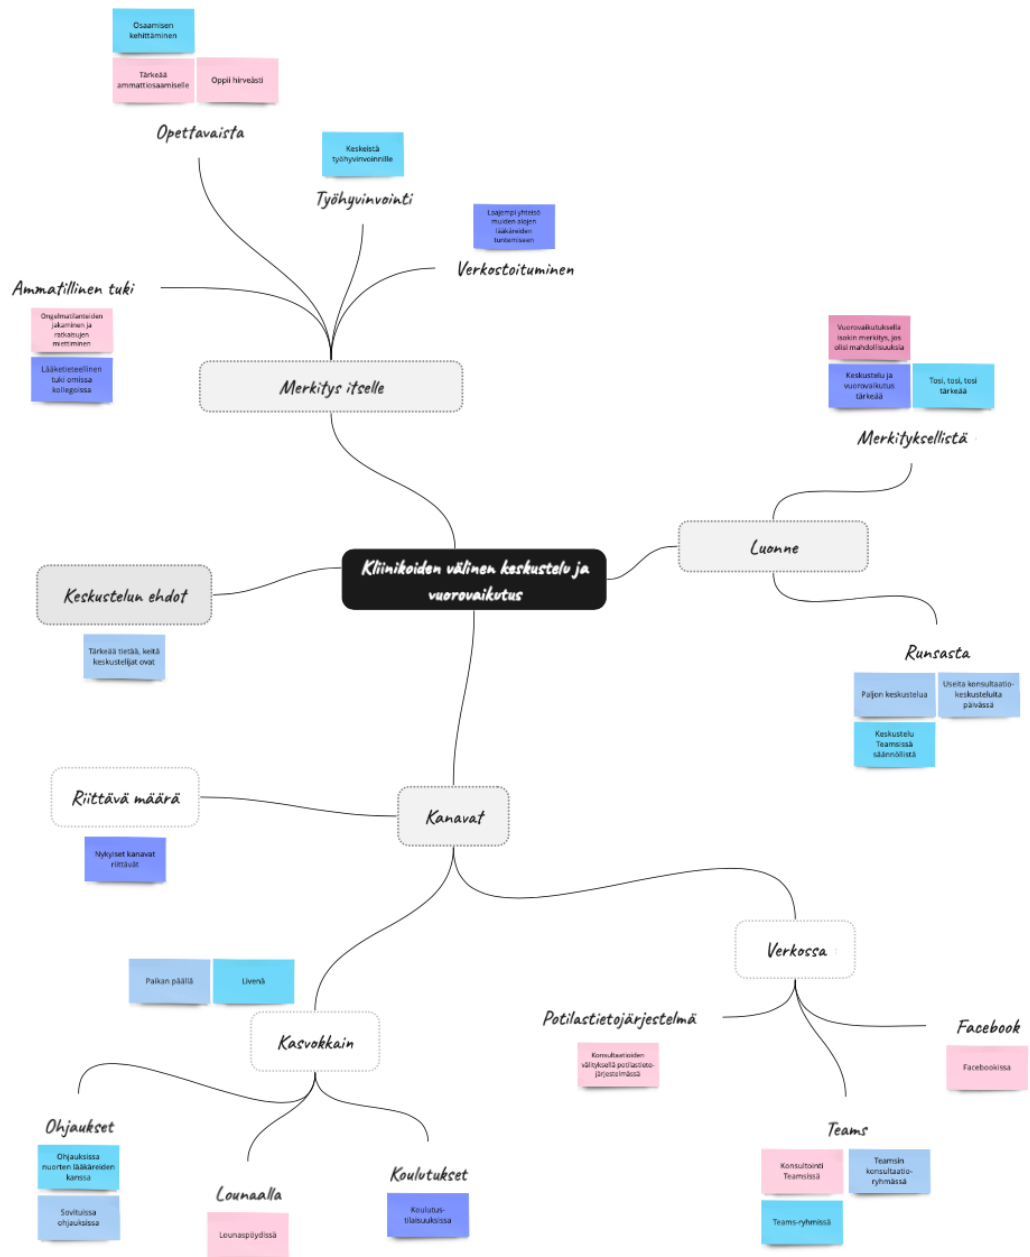 Osaamisen
kehittäminen
Tärkeää
ammattiosaamiselle
Oppii hirveästi
Opettavaista
Keskeistä
työhyvinvoinnille
Työhyvinvointi
Laajempi yhteisö
muiden alojen
lääkäreiden
tuntemiseen
Verkostoituminen
Ammatillinen tuki
Ongelmatilanteiden
jakaminen ja
ratkaisujen
miettiminen
Lääketieteellinen
tuki omissa
kollegoissa
Merkitys itselle
Vuorovaikutuksella
isokin merkitys, jos
olisi mahdollisuuksia
Keskustelu ja
vuorovaikutus
tärkeää
Tosi, tosi, tosi
tärkeää
Merkityksellistä
Luonne
Kliinikoiden välinen keskustelu ja
vuorovaikutus
Keskustelun ehdot
Tärkeää tietää, keitä
keskustelijat ovat
Runsasta
Paljon keskustelua
Useita konsultaatio-
keskusteluita
päivässä
Keskustelu
Teamsissä
säännöllistä
Riittävä määrä
Nykyiset kanavat
riittävät
Kanavat
Verkossa
Paikan päällä
Livenä
Kasvokkain
Potilastietojärjestelmä
Konsultaatioiden
välityksellä potilastieto-
järjestelmässä
Facebook
Facebookissa
Ohjaukset
Ohjauksissa
nuorten lääkäreiden
kanssa
Sovituissa
ohjauksissa
Lounaalla
Lounaspöydissä
Koulutukset
Koulutus-
tilaisuuksissa
Teams
Konsultointi
Teamsissä
Teamsin
konsultaatio-
ryhmässä
Teams-ryhmissä